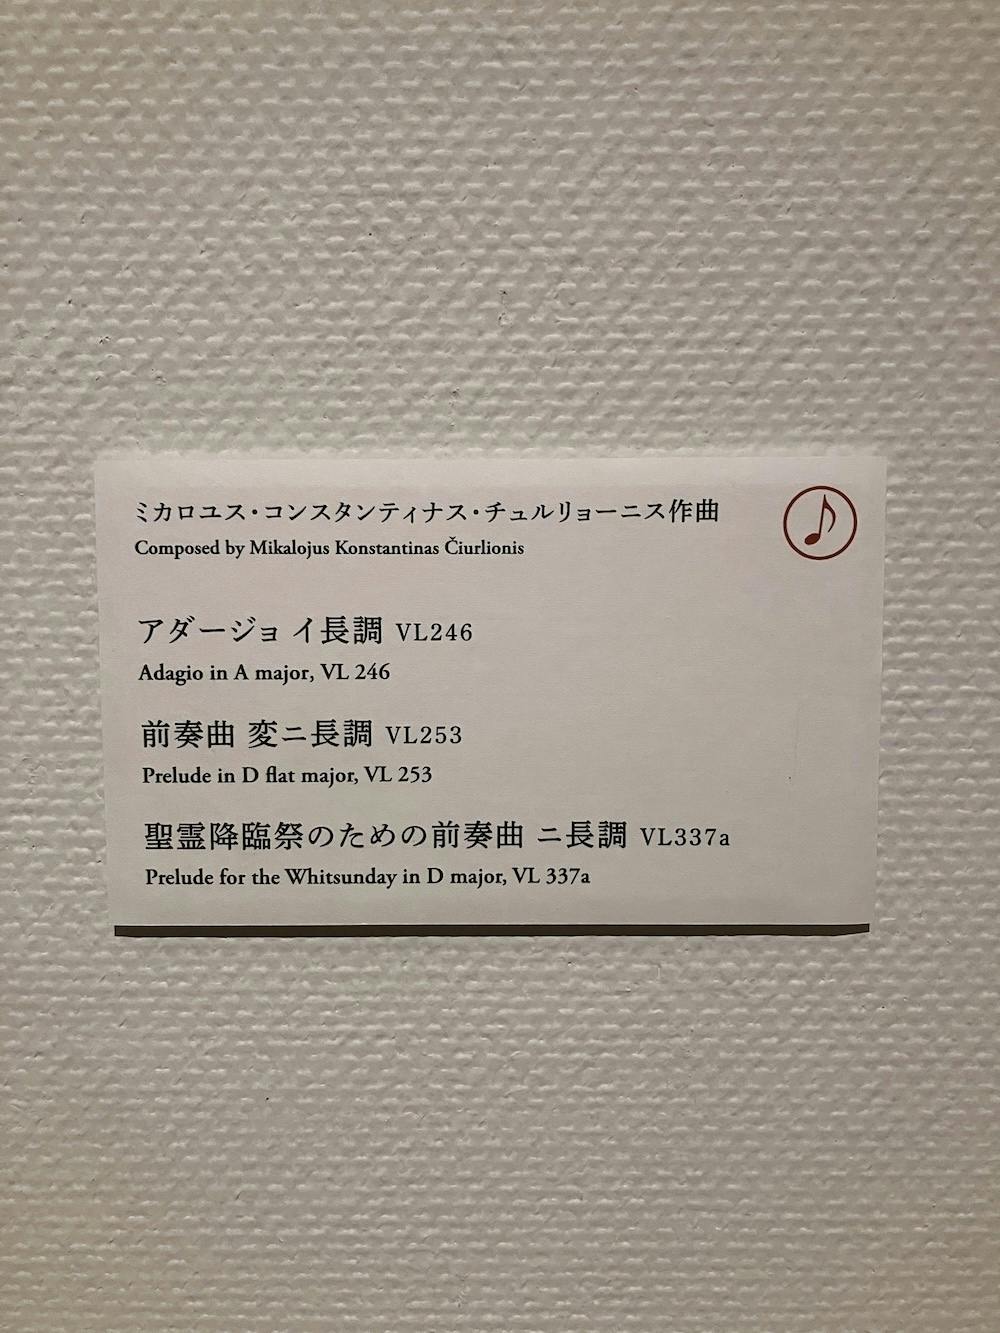 ミカロユス・コンスタンティナス・チュルリョーニス作曲
Composed by Mikalojus Konstantinas Čiurlionis
アダージョ イ長調 VL246
Adagio in A major, VL 246
前奏曲 変ニ長調 VL253
Prelude in D flat major, VL 253
聖霊降臨祭のための前奏曲 ニ長調 VL337a
Prelude for the Whitsunday in D major, VL 337a